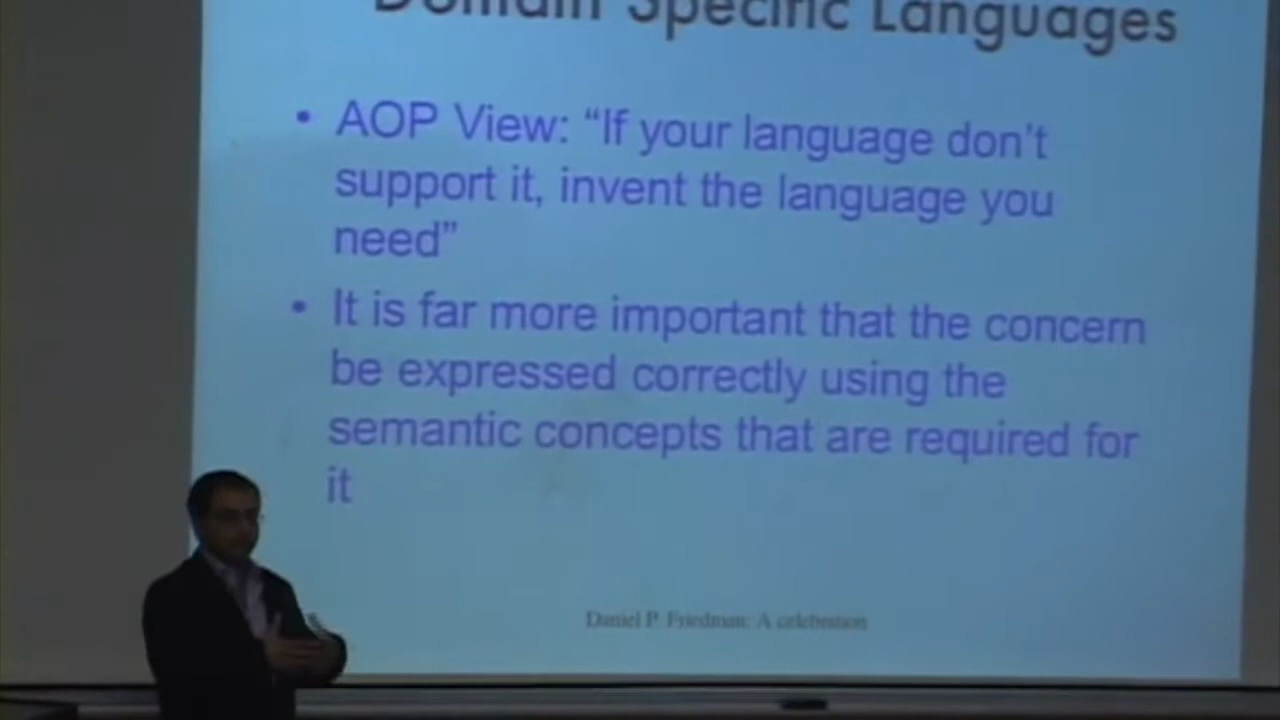 Domain Specific Languages
• AOP View: “If your language don’t
support it, invent the language you
need”
• It is far more important that the concern
be expressed correctly using the
semantic concepts that are required for
it
Daniel P. Friedman: A celebration